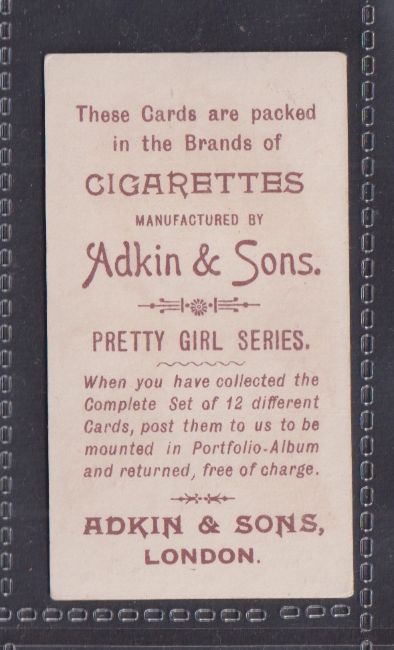 These Cards are packed
in the Brands of
CIGARETTES
MANUFACTURED BY
Adkin & Sons.
PRETTY GIRL SERIES.
When you have collected the
Complete Set of 12 different
Cards, post them to us to be
mounted in Portfolio-Album
and returned, free of charge.
ADKIN & SONS,
LONDON.